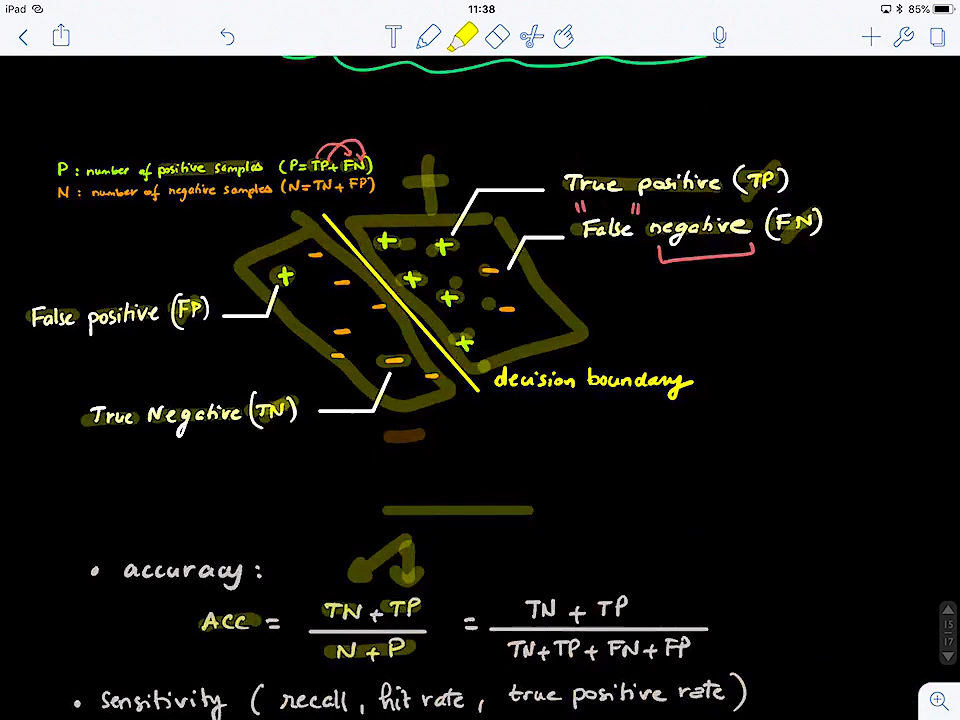 iPad
11:38
85%
T
P : number of positive samples (P=TP+FN)
N : number of negative samples (N=TN+FP)
True positive (TP)
False negative (FN)
False positive (FP)
decision boundary
True Negative (TN)
• accuracy :
ACC = TN + TP / N + P = TN + TP / TN+TP + FN + FP
15
17
• sensitivity ( recall, hit rate, true positive rate )